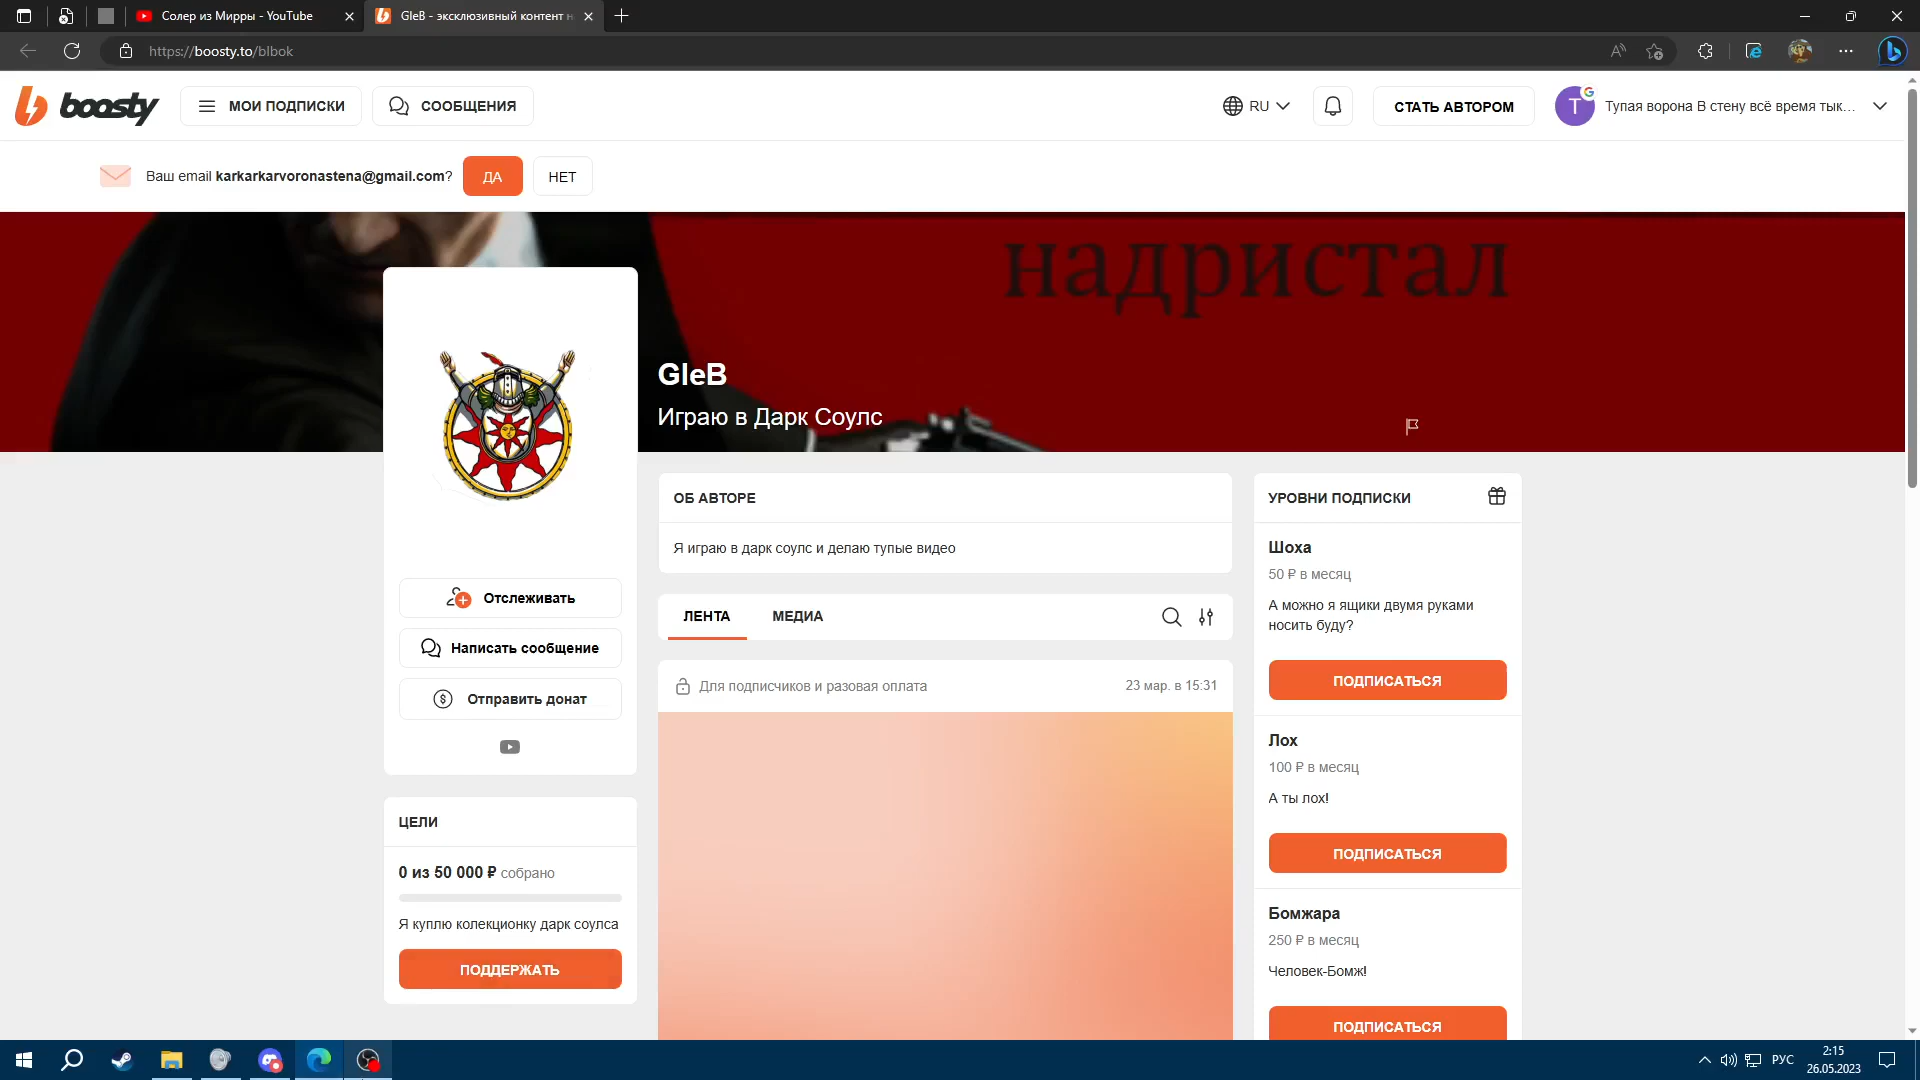 Солер из Мирры - YouTube
GleB - эксклюзивный контент н
https://boosty.to/blbok
boosty
МОИ ПОДПИСКИ
СООБЩЕНИЯ
RU
СТАТЬ АВТОРОМ
T
G
Тупая ворона В стену всё время тык...
Ваш email karkarkarvoronastena@gmail.com?
ДА
НЕТ
надристал
GleB
Играю в Дарк Соулс
Отслеживать
Написать сообщение
Отправить донат
ЦЕЛИ
0 из 50 000 ₽ собрано
Я куплю колекционку дарк соулса
ПОДДЕРЖАТЬ
ОБ АВТОРЕ
Я играю в дарк соулс и делаю тупые видео
ЛЕНТА
МЕДИА
Для подписчиков и разовая оплата
23 мар. в 15:31
УРОВНИ ПОДПИСКИ
Шоха
50 ₽ в месяц
А можно я ящики двумя руками
носить буду?
ПОДПИСАТЬСЯ
Лох
100 ₽ в месяц
А ты лох!
ПОДПИСАТЬСЯ
Бомжара
250 ₽ в месяц
Человек-Бомж!
ПОДПИСАТЬСЯ
РУС
2:15
26.05.2023